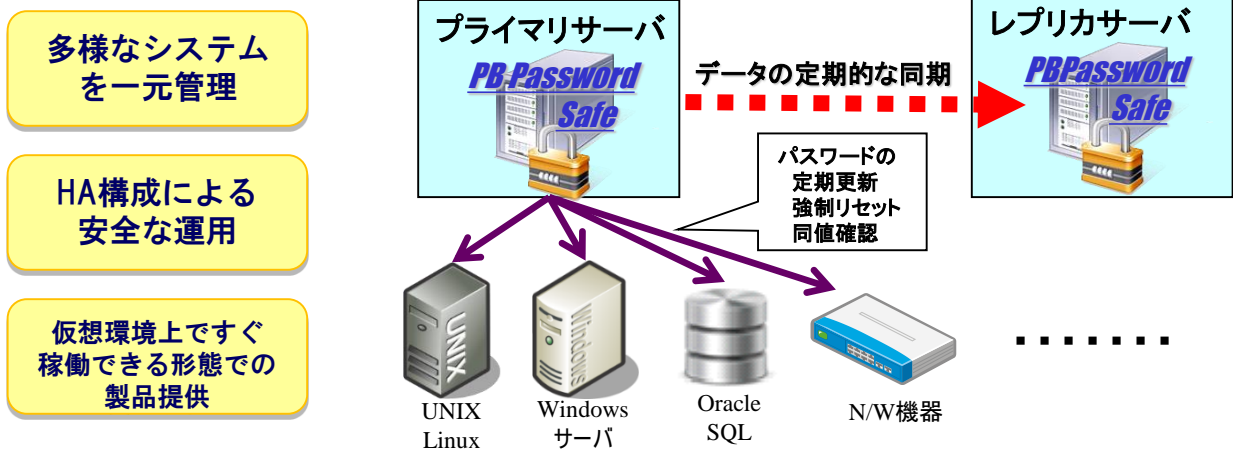 多様なシステム
を一元管理
HA構成による
安全な運用
仮想環境上ですぐ
稼働できる形態での
製品提供
プライマリサーバ
PB Password
Safe
データの定期的な同期
レプリカサーバ
PBPassword
Safe
パスワードの
定期更新
強制リセット
同値確認
UNIX
Windows
UNIX
Linux
Windows
サーバ
Oracle
SQL
N/W機器
.......